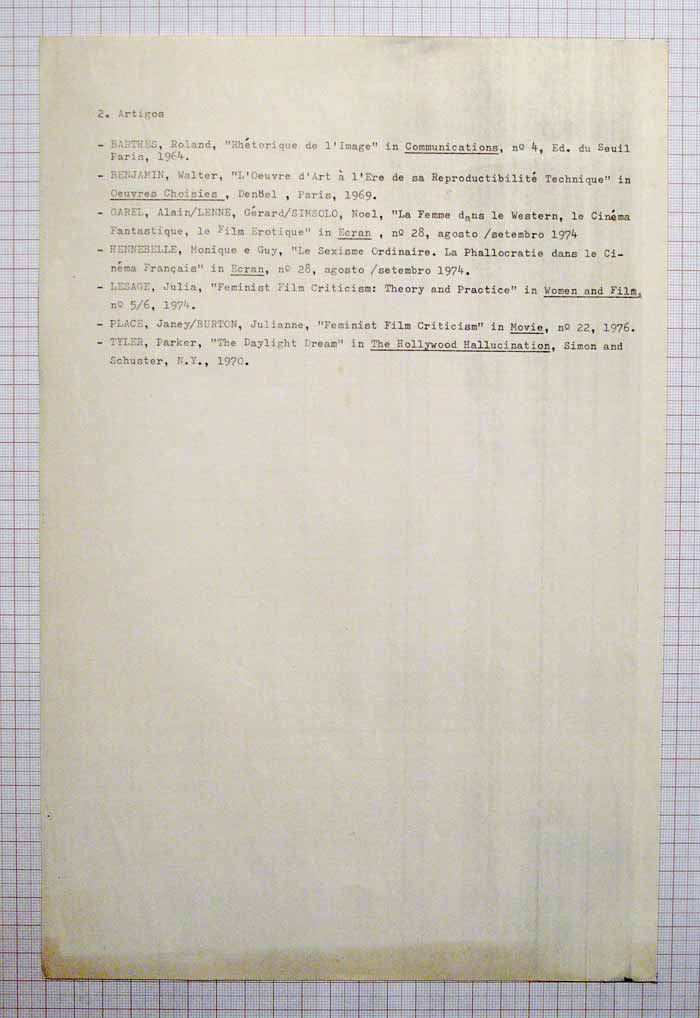 2. Artigos
- BARTHES, Roland, "Rhétorique de l'Image" in Communications, nº 4, Ed. du Seuil
Paris, 1964.
- BENJAMIN, Walter, "L'Oeuvre d'Art à l'Ere de sa Reproductibilité Technique" in
Oeuvres Choisies , Denöel , Paris, 1969.
- GAREL, Alain/LENNE, Gérard/SIMSOLO, Noel, "La Femme dans le Western, le Cinéma
Fantastique, le Film Erotique" in Ecran , nº 28, agosto /setembro 1974
- HENNEBELLE, Monique e Guy, "Le Sexisme Ordinaire. La Phallocratie dans le Ci-
néma Français" in Ecran, nº 28, agosto /setembro 1974.
- LESAGE, Julia, "Feminist Film Criticism: Theory and Practice" in Women and Film,
nº 5/6, 1974.
- PLACE, Janey/BURTON, Julianne, "Feminist Film Criticism" in Movie, nº 22, 1976.
- TYLER, Parker, "The Daylight Dream" in The Hollywood Hallucination, Simon and
Schuster, N.Y., 1970.